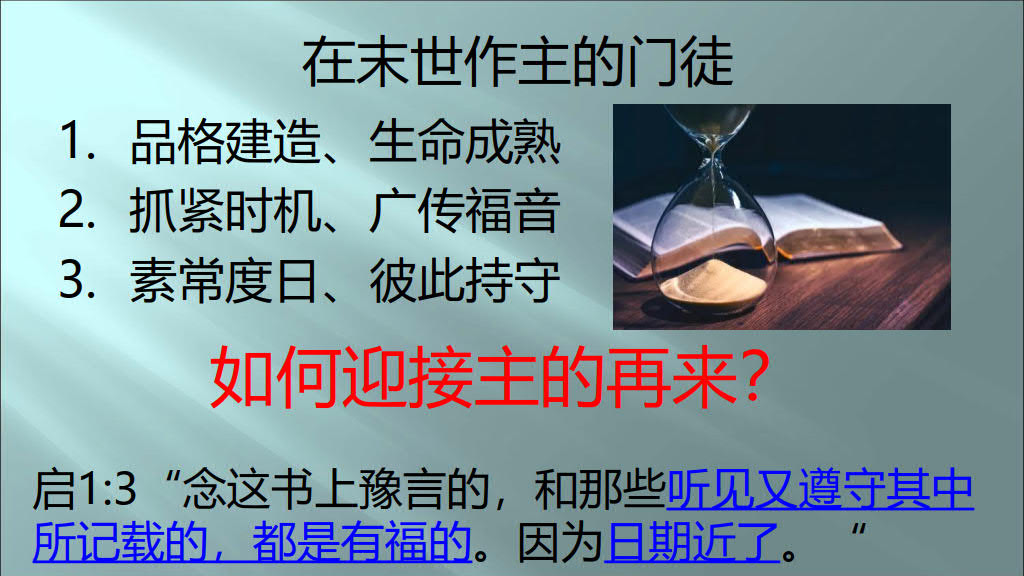 在末世作主的门徒
1. 品格建造、生命成熟
2. 抓紧时机、广传福音
3. 素常度日、彼此持守
如何迎接主的再来？
启1:3“念这书上豫言的，和那些听见又遵守其中
所记载的，都是有福的。因为日期近了。 “